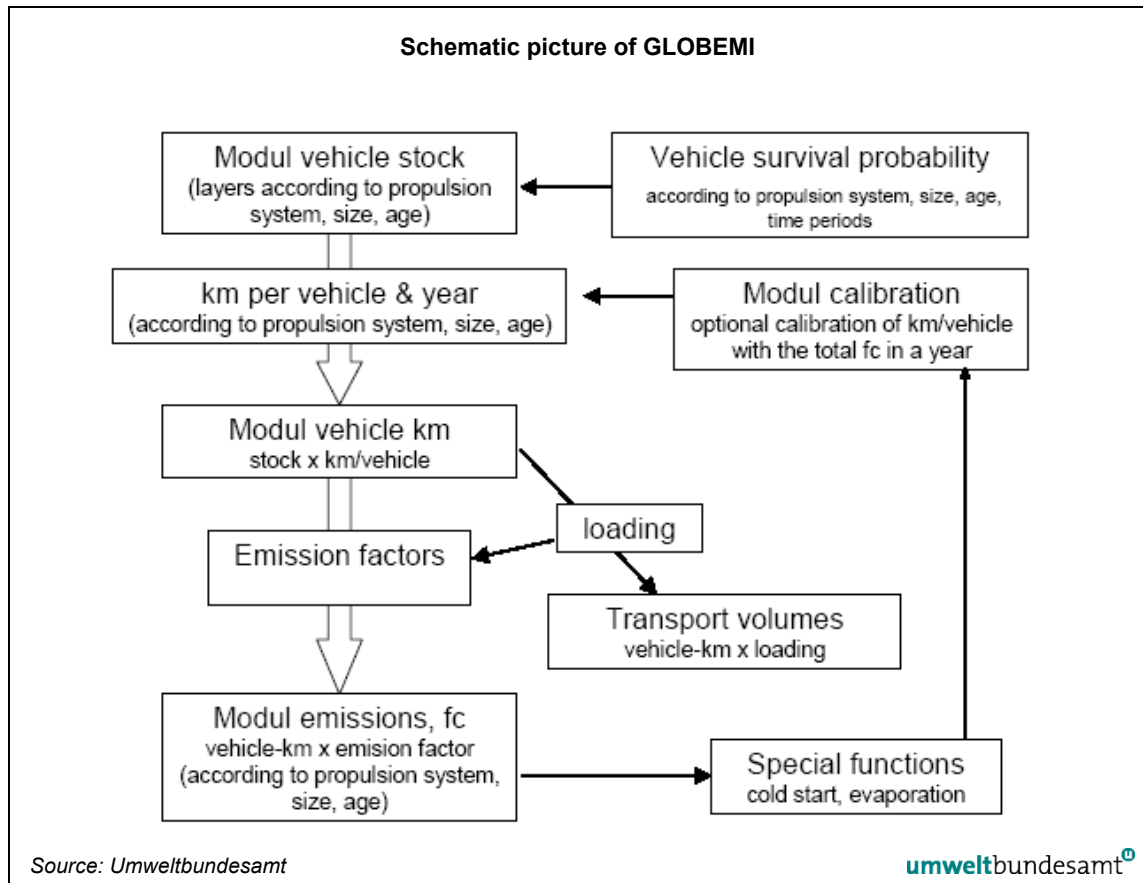 Schematic picture of GLOBEMI
Modul vehicle stock
(layers according to propulsion
system, size, age)
Vehicle survival probability
according to propulsion system, size, age,
time periods
km per vehicle & year
(according to propulsion system, size, age)
Modul calibration
optional calibration of km/vehicle
with the total fc in a year
Modul vehicle km
stock x km/vehicle
loading
Emission factors
Transport volumes
vehicle-km x loading
Modul emissions, fc
vehicle-km x emision factor
(according to propulsion system,
size, age)
Special functions
cold start, evaporation
Source: Umweltbundesamt
umweltbundesamt
u